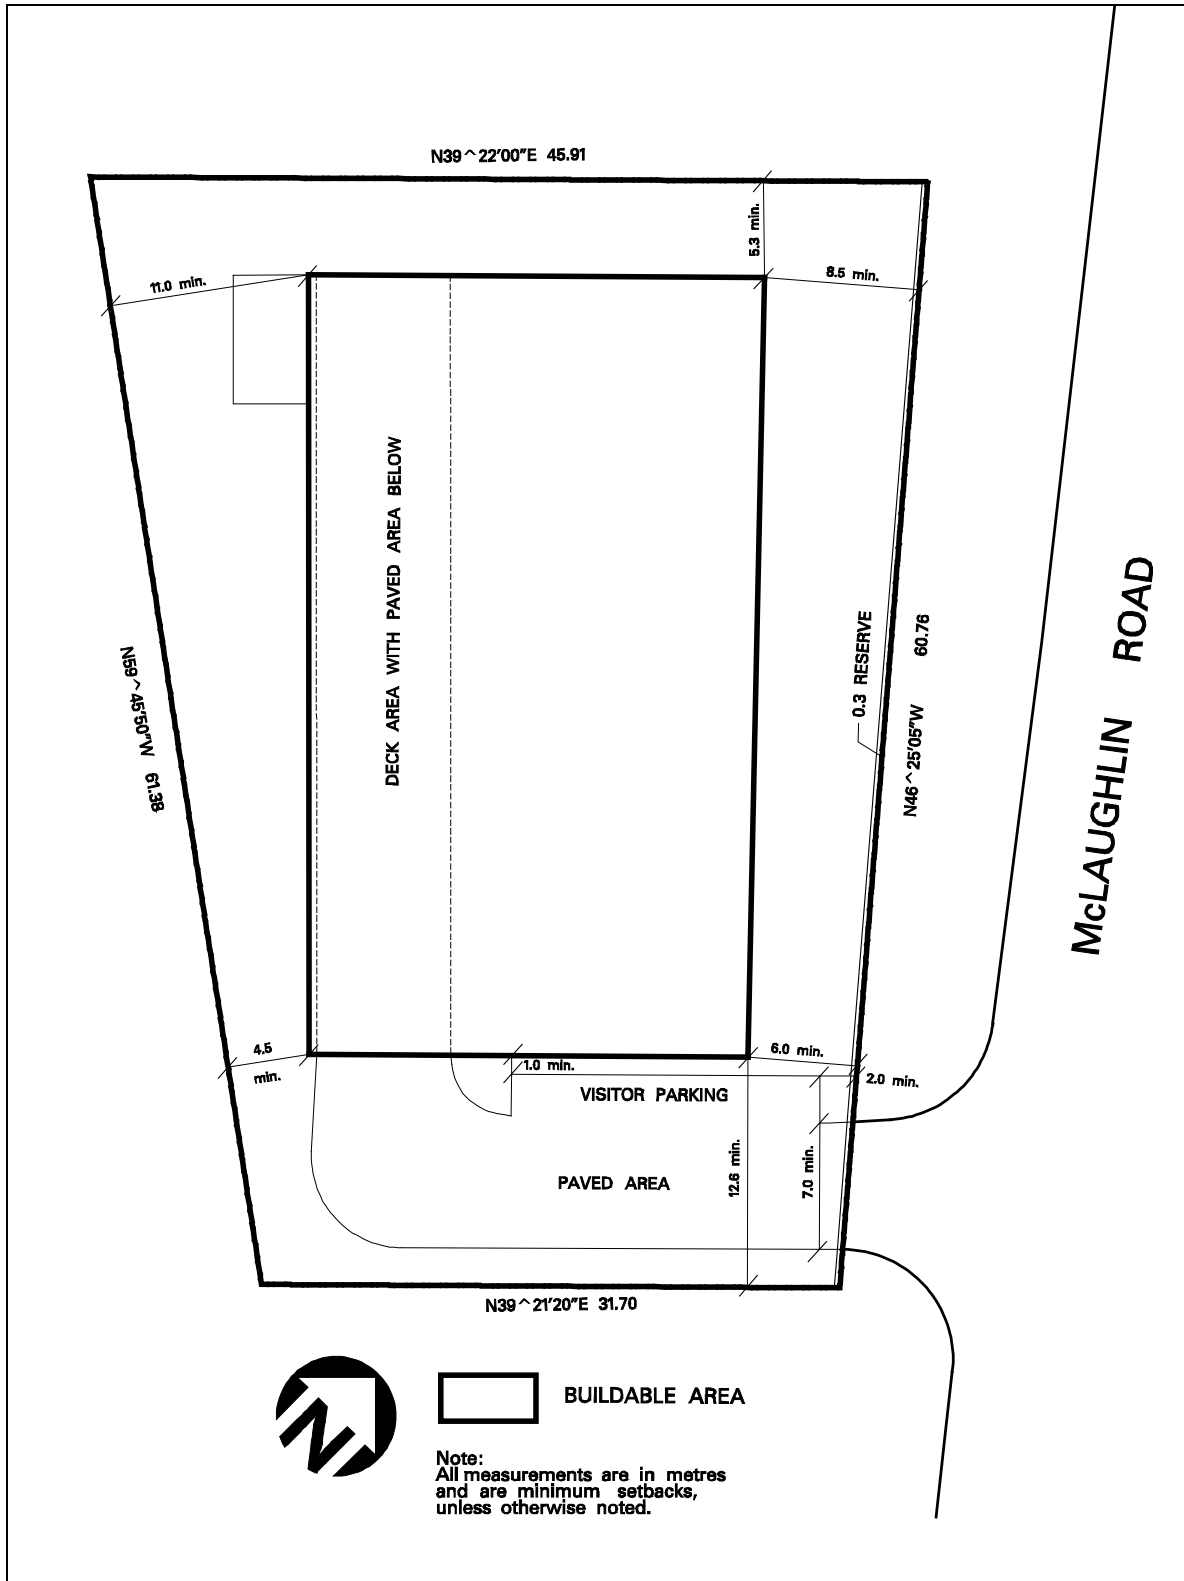 N39^22'00"E 45.91
5.3 min.
11.0 min.
8.5 min.
DECK AREA WITH PAVED AREA BELOW
McLAUGHLIN ROAD
0.3 RESERVE
N46^25'05"W 60.76
N59^45'50"W 61.38
4.5
min.
6.0 min.
1.0 min.
2.0 min.
VISITOR PARKING
12.6 min.
7.0 min.
PAVED AREA
N39^21'20"E 31.70
N
BUILDABLE AREA
Note:
All measurements are in metres
and are minimum setbacks,
unless otherwise noted.